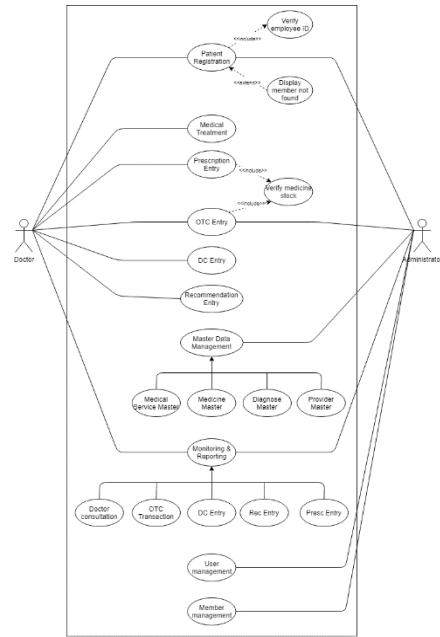 Verify
employee ID
<<include>>
Patient
Registration
<<extend>>
Display
member not
found
Medical
Treatment
Prescription
Entry
<<include>>
Verify medicine
stock
<<include>>
OTC Entry
Doctor
Administrato
DC Entry
Recommendation
Entry
Master Data
Management
Medical
Service Master
Medicine
Master
Diagnose
Master
Provider
Master
Monitoring &
Reporting
Doctor
consultation
OTC
Transaction
DC Entry
Rec Entry
Presc Entry
User
management
Member
management